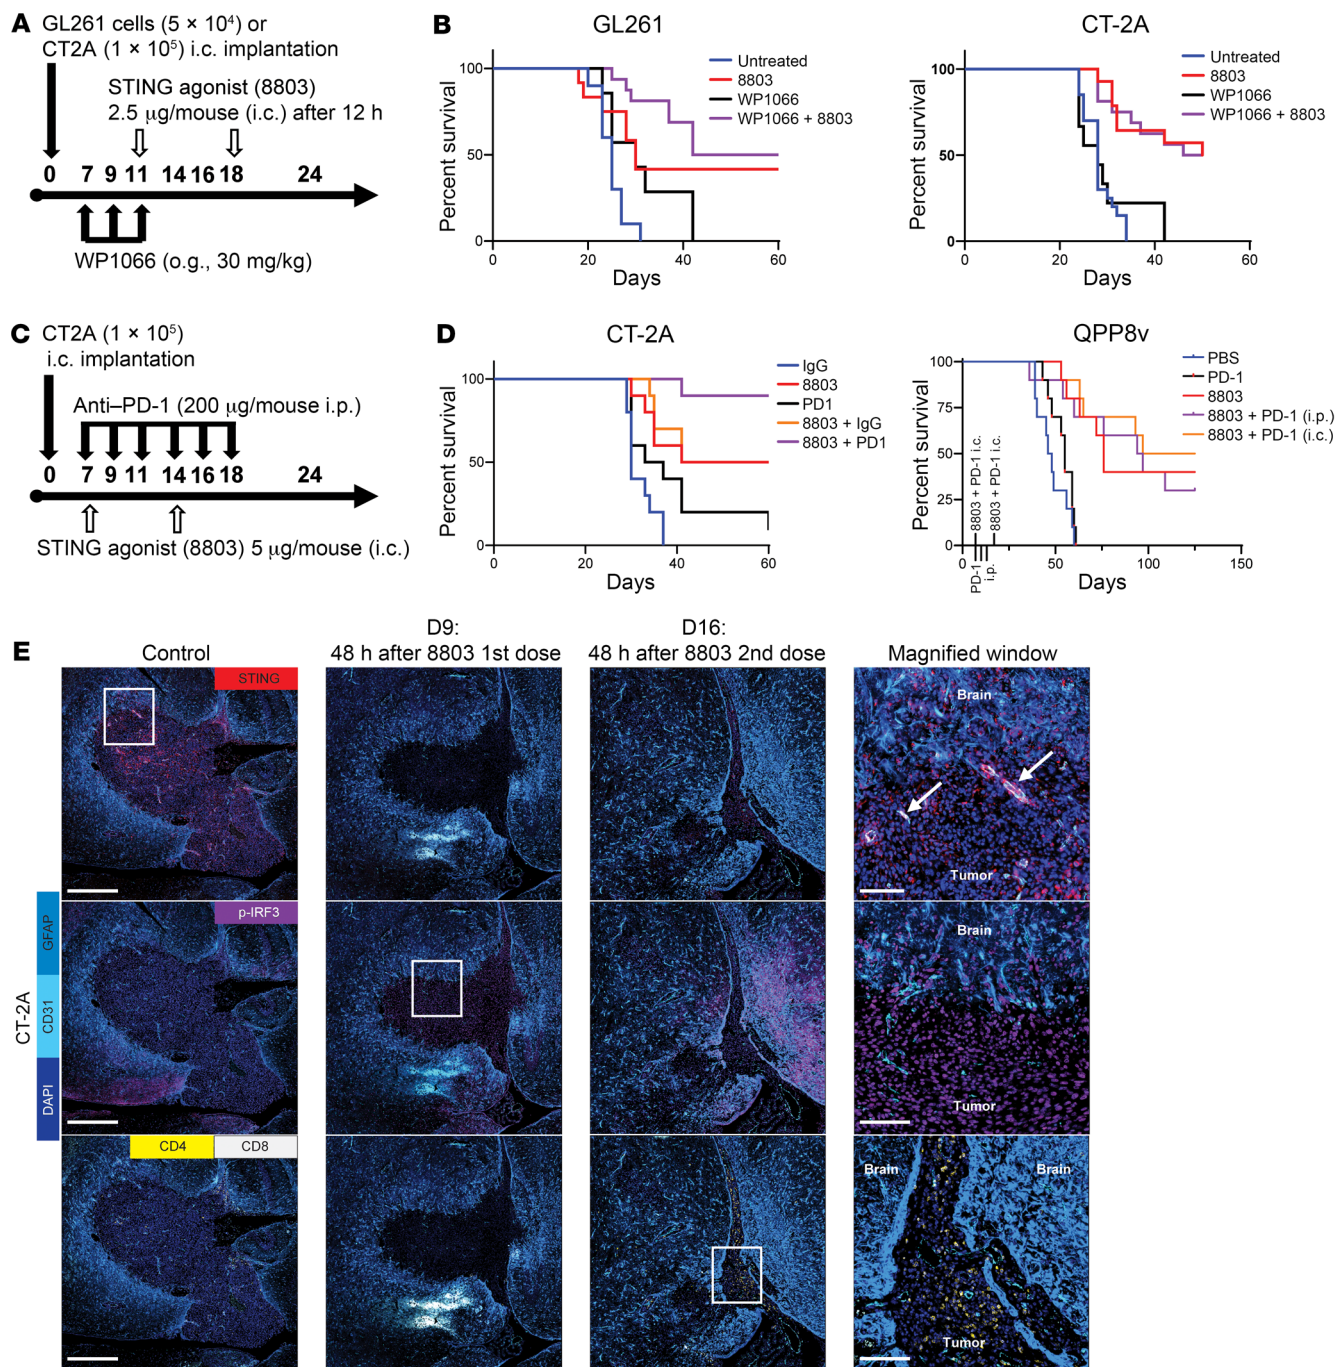 A
GL261 cells (5 × 10⁴) or
CT2A (1 × 10⁵) i.c. implantation
STING agonist (8803)
2.5 μg/mouse (i.c.) after 12 h
0 7 9 11 14 16 18 24
WP1066 (o.g., 30 mg/kg)
B
GL261
Percent survival
100
50
0
0 20 40 60
Days
Untreated
8803
WP1066
WP1066 + 8803
CT-2A
Percent survival
100
50
0
0 20 40 60
Days
Untreated
8803
WP1066
WP1066 + 8803
C
CT2A (1 × 10⁵)
i.c. implantation
Anti–PD-1 (200 μg/mouse i.p.)
0 7 9 11 14 16 18 24
STING agonist (8803) 5 μg/mouse (i.c.)
D
CT-2A
Percent survival
100
50
0
0 20 40 60
Days
IgG
8803
PD1
8803 + IgG
8803 + PD1
QPP8v
Percent survival
100
75
50
25
0
0 50 100 150
Days
8803 + PD-1 i.c.
8803 + PD-1 i.c.
PD-1
i.p.
PBS
PD-1
8803
8803 + PD-1 (i.p.)
8803 + PD-1 (i.c.)
E
Control
D9:
48 h after 8803 1st dose
D16:
48 h after 8803 2nd dose
Magnified window
STING
Brain
Tumor
CT-2A
GFAP
CD31
DAPI
p-IRF3
Brain
Tumor
CD4
CD8
Brain
Brain
Tumor